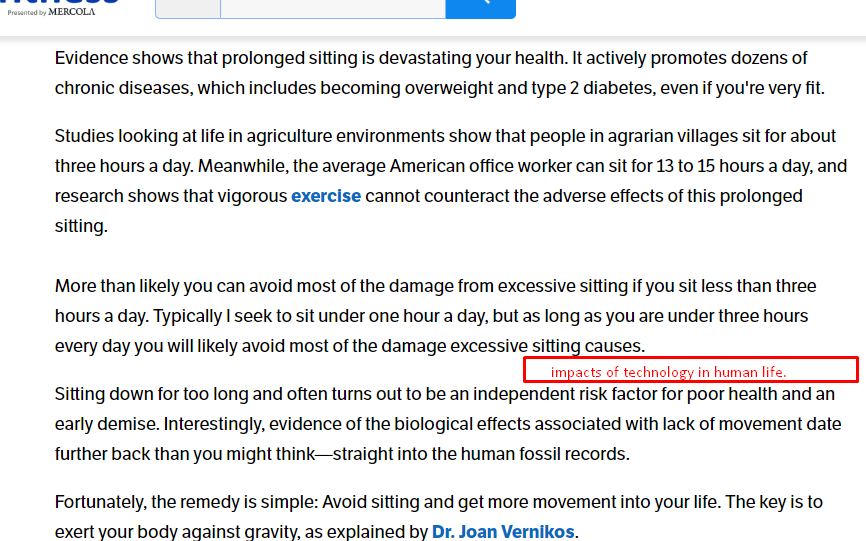 Presented by MERCOLA
Evidence shows that prolonged sitting is devastating your health. It actively promotes dozens of
chronic diseases, which includes becoming overweight and type 2 diabetes, even if you're very fit.
Studies looking at life in agriculture environments show that people in agrarian villages sit for about
three hours a day. Meanwhile, the average American office worker can sit for 13 to 15 hours a day, and
research shows that vigorous exercise cannot counteract the adverse effects of this prolonged
sitting.
More than likely you can avoid most of the damage from excessive sitting if you sit less than three
hours a day. Typically I seek to sit under one hour a day, but as long as you are under three hours
every day you will likely avoid most of the damage excessive sitting causes.
impacts of technology in human life.
Sitting down for too long and often turns out to be an independent risk factor for poor health and an
early demise. Interestingly, evidence of the biological effects associated with lack of movement date
further back than you might think—straight into the human fossil records.
Fortunately, the remedy is simple: Avoid sitting and get more movement into your life. The key is to
exert your body against gravity, as explained by Dr. Joan Vernikos.